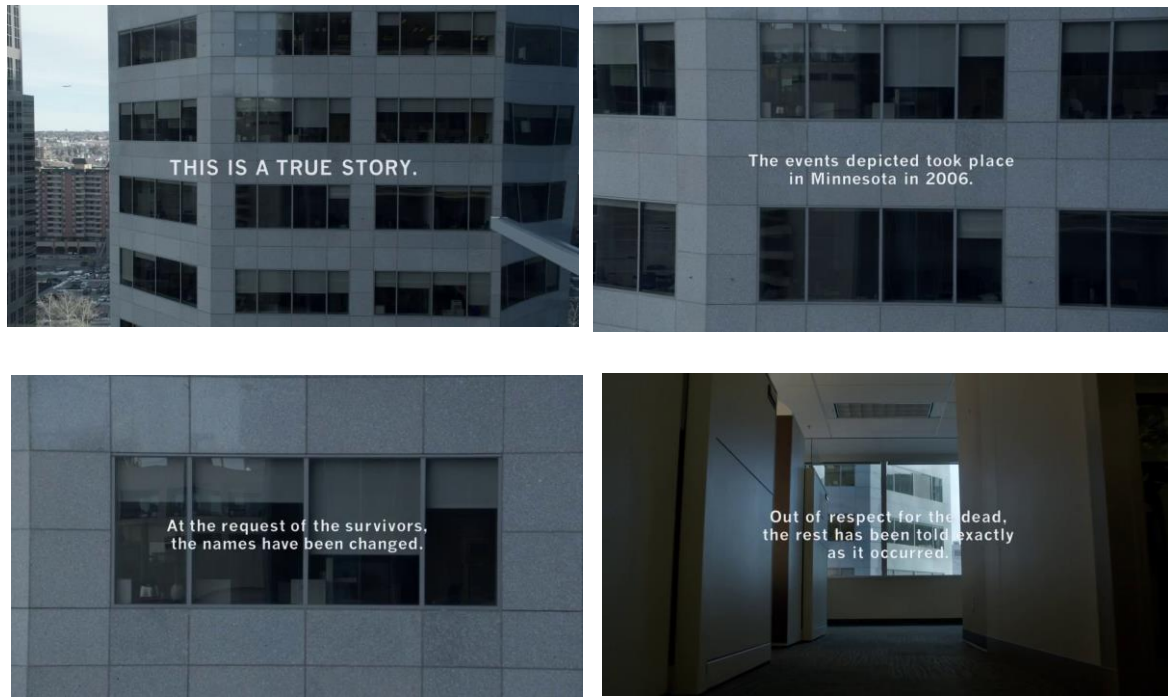 THIS IS A TRUE STORY.
The events depicted took place
in Minnesota in 2006.
At the request of the survivors,
the names have been changed.
Out of respect for the dead,
the rest has been told exactly
as it occurred.